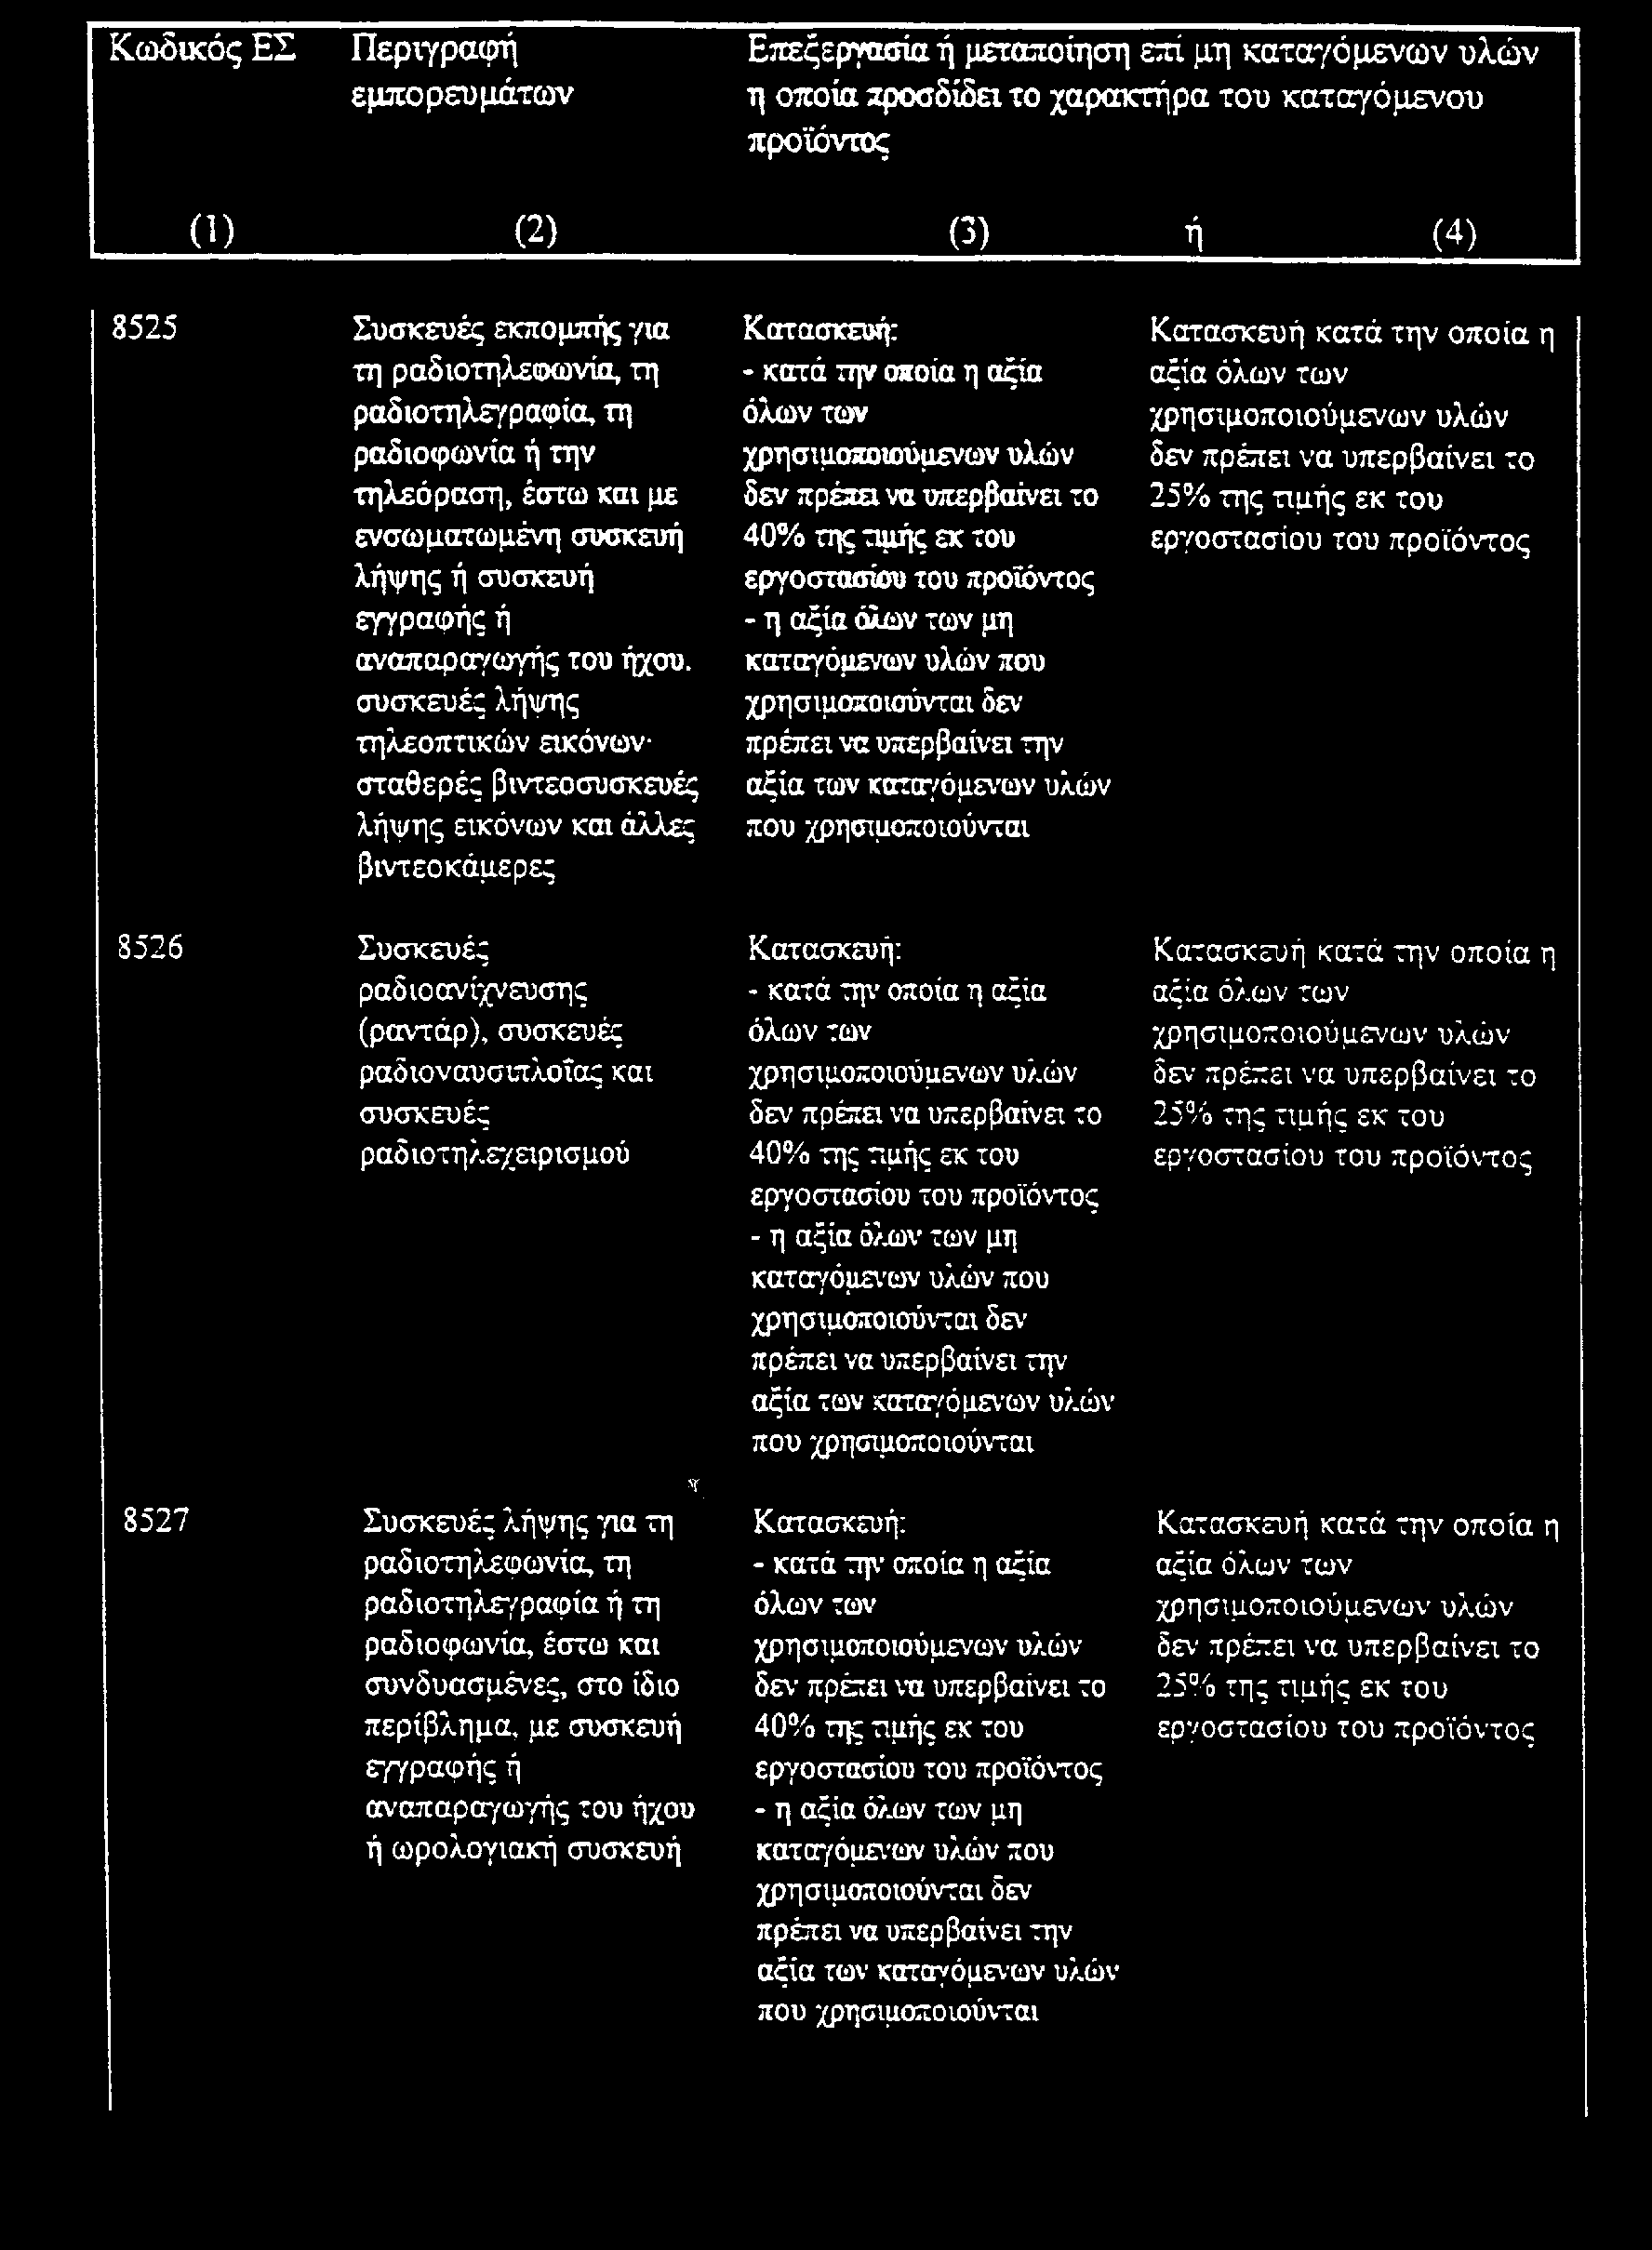 Κωδικός ΕΣ
Περιγραφή
εμπορευμάτων
Επεξεργασία ή μεταποίηση επί μη καταγόμενων υλών
η οποία προσδίδει το χαρακτήρα του καταγόμενου
προϊόντος
(1)
(2)
(3)
ή
(4)
8525
Συσκευές εκπομπής για
τη ραδιοτηλεφωνία, τη
ραδιοτηλεγραφία, τη
ραδιοφωνία ή την
τηλεόραση, έστω και με
ενσωματωμένη συσκευή
λήψης ή συσκευή
εγγραφής ή
αναπαραγωγής του ήχου.
συσκευές λήψης
τηλεοπτικών εικόνων·
σταθερές βιντεοσυσκευές
λήψης εικόνων και άλλες
βιντεοκάμερες
Κατασκευή:
- κατά την οποία η αξία
όλων των
χρησιμοποιούμενων υλών
δεν πρέπει να υπερβαίνει το
40% της τιμής εκ του
εργοστασίου του προϊόντος
- η αξία όλων των μη
καταγόμενων υλών που
χρησιμοποιούνται δεν
πρέπει να υπερβαίνει την
αξία των καταγόμενων υλών
που χρησιμοποιούνται
Κατασκευή κατά την οποία η
αξία όλων των
χρησιμοποιούμενων υλών
δεν πρέπει να υπερβαίνει το
25% της τιμής εκ του
εργοστασίου του προϊόντος
8526
Συσκευές
ραδιοανίχνευσης
(ραντάρ), συσκευές
ραδιοναυσιπλοΐας και
συσκευές
ραδιοτηλεχειρισμού
Κατασκευή:
- κατά την οποία η αξία
όλων των
χρησιμοποιούμενων υλών
δεν πρέπει να υπερβαίνει το
40% της τιμής εκ του
εργοστασίου του προϊόντος
- η αξία όλων των μη
καταγόμενων υλών που
χρησιμοποιούνται δεν
πρέπει να υπερβαίνει την
αξία των καταγόμενων υλών
που χρησιμοποιούνται
Κατασκευή κατά την οποία η
αξία όλων των
χρησιμοποιούμενων υλών
δεν πρέπει να υπερβαίνει το
25% της τιμής εκ του
εργοστασίου του προϊόντος
8527
Συσκευές λήψης για τη
ραδιοτηλεφωνία, τη
ραδιοτηλεγραφία ή τη
ραδιοφωνία, έστω και
συνδυασμένες, στο ίδιο
περίβλημα, με συσκευή
εγγραφής ή
αναπαραγωγής του ήχου
ή ωρολογιακή συσκευή
Κατασκευή:
- κατά την οποία η αξία
όλων των
χρησιμοποιούμενων υλών
δεν πρέπει να υπερβαίνει το
40% της τιμής εκ του
εργοστασίου του προϊόντος
- η αξία όλων των μη
καταγόμενων υλών που
χρησιμοποιούνται δεν
πρέπει να υπερβαίνει την
αξία των καταγόμενων υλών
που χρησιμοποιούνται
Κατασκευή κατά την οποία η
αξία όλων των
χρησιμοποιούμενων υλών
δεν πρέπει να υπερβαίνει το
25% της τιμής εκ του
εργοστασίου του προϊόντος